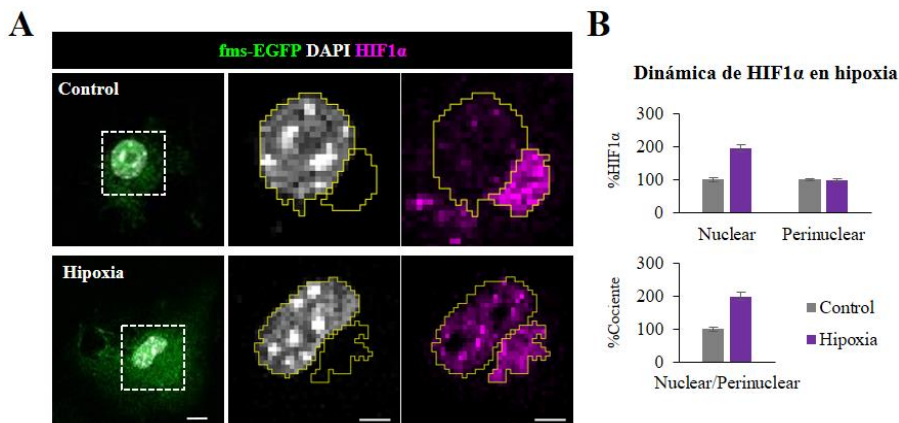 A
fms-EGFP DAPI HIF1α
Control
Hipoxia
B
Dinámica de HIF1α en hipoxia
%HIF1α
300
200
100
0
Nuclear Perinuclear
%Cociente
300
200
100
0
Nuclear/Perinuclear
Control
Hipoxia